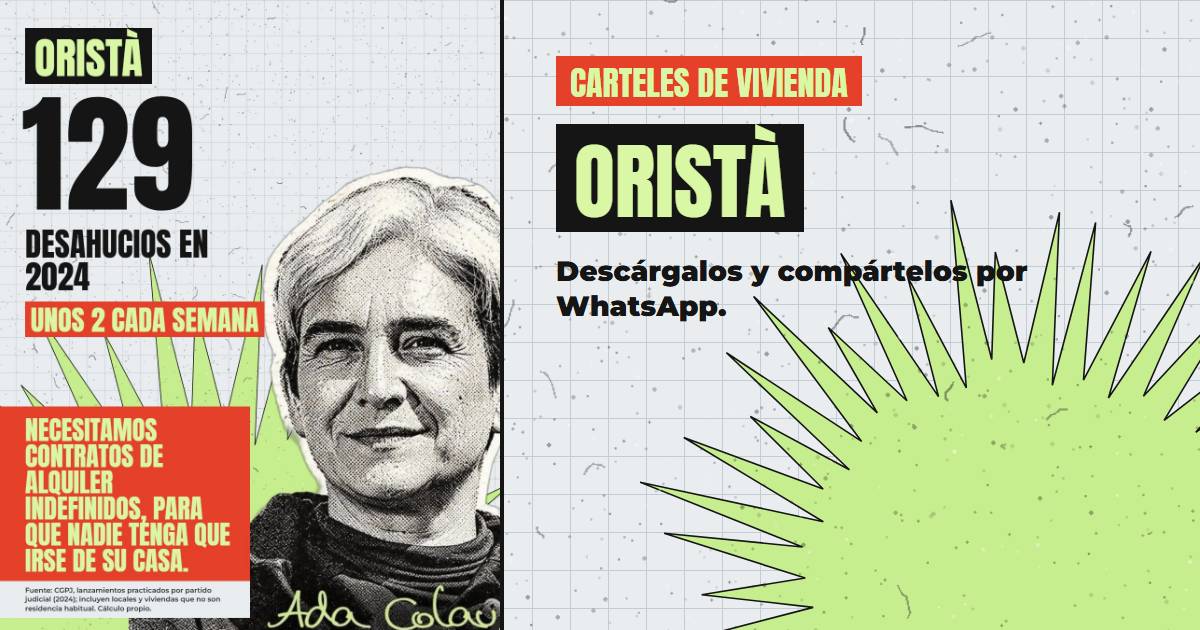 ORISTÀ
129
DESAHUCIOS EN
2024
UNOS 2 CADA SEMANA
NECESITAMOS
CONTRATOS DE
ALQUILER
INDEFINIDOS, PARA
QUE NADIE TENGA QUE
IRSE DE SU CASA.
Fuente: CGPJ, lanzamientos practicados por partido
judicial (2024); incluyen locales y viviendas que no son
residencia habitual. Cálculo propio.
Ada Colau
CARTELES DE VIVIENDA
ORISTÀ
Descárgalos y compártelos por
WhatsApp.